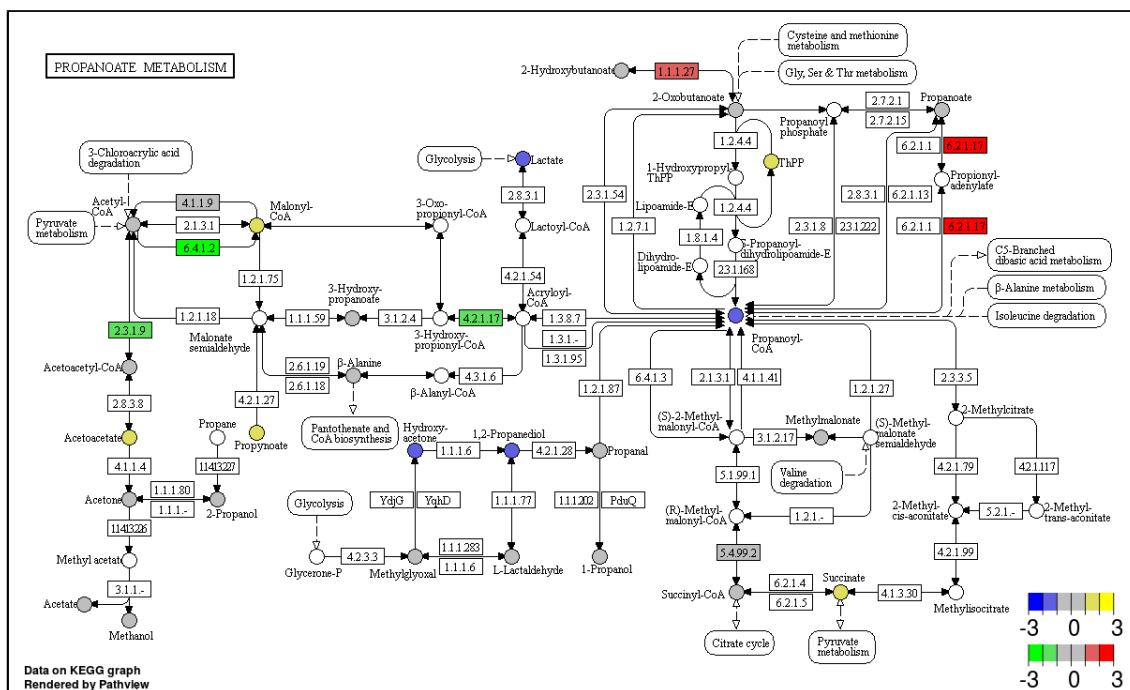 PROPANOATE METABOLISM
Cysteine and methionine
metabolism
Gly, Ser & Thr metabolism
2-Hydroxybutanoate
1.1.1.27
2-Oxobutanoate
2.7.2.1
2.7.2.15
Propanoate
Propanoyl
phosphate
3-Chloroacrylic acid
degradation
Glycolysis
Lactate
1.2.4.4
ThPP
6.2.1.1
6.2.1.17
1-Hydroxypropyl-
ThPP
Propionyl-
adenylate
Acetyl-
CoA
4.1.1.9
Malonyl-
CoA
2.8.3.1
2.3.1.54
2.8.3.1
6.2.1.13
Pyruvate
metabolism
2.1.3.1
3-Oxo-
propionyl-CoA
Lactoyl-CoA
Lipoamide-E
1.2.4.4
1.2.7.1
2.3.1.8
2.3.1.222
6.2.1.1
6.2.1.17
6.4.1.2
1.8.1.4
S-Propanoyl-
dihydrolipoamide-E
C5-Branched
dibasic acid metabolism
Dihydro-
lipoamide-E
2.3.1.168
1.2.1.75
4.2.1.54
β-Alanine metabolism
3-Hydroxy-
propanoate
Acryloyl-
CoA
Isoleucine degradation
1.2.1.18
1.1.1.59
3.1.2.4
4.2.1.17
1.3.8.7
2.3.1.9
Malonate
semialdehyde
3-Hydroxy-
propionyl-CoA
1.3.1.-
1.3.1.95
Propanoyl-
CoA
Acetoacetyl-CoA
2.6.1.19
2.6.1.18
β-Alanine
4.3.1.6
β-Alanyl-CoA
6.4.1.3
2.1.3.1
4.1.1.41
1.2.1.27
2.3.3.5
1.2.1.87
2.8.3.8
4.2.1.27
Pantothenate and
CoA biosynthesis
Acetoacetate
Propane
Propynoate
Hydroxy-
acetone
1,2-Propanediol
(S)-2-Methyl-
malonyl-CoA
Methylmalonate
(S)-Methyl-
malonate
semialdehyde
2-Methylcitrate
1.1.1.6
4.2.1.28
Propanal
3.1.2.17
4.1.1.4
1.14.13.227
Valine
degradation
4.2.1.79
4.2.1.117
5.1.99.1
Acetone
1.1.1.80
1.1.1.-
2-Propanol
Glycolysis
YdjG
YqhD
1.1.1.77
1.1.1.202
PduQ
(R)-Methyl-
malonyl-CoA
1.2.1.-
2-Methyl-
cis-aconitate
5.2.1.-
2-Methyl-
trans-aconitate
1.14.13.226
Methyl acetate
4.2.3.3
1.1.1.283
1.1.1.6
5.4.99.2
4.2.1.99
Glycerone-P
Methylglyoxal
L-Lactaldehyde
1-Propanol
3.1.1.-
Succinyl-CoA
6.2.1.4
6.2.1.5
Succinate
4.1.3.30
Methylisocitrate
Acetate
Methanol
Citrate cycle
Pyruvate
metabolism
-3 0 3
-3 0 3
Data on KEGG graph
Rendered by Pathview